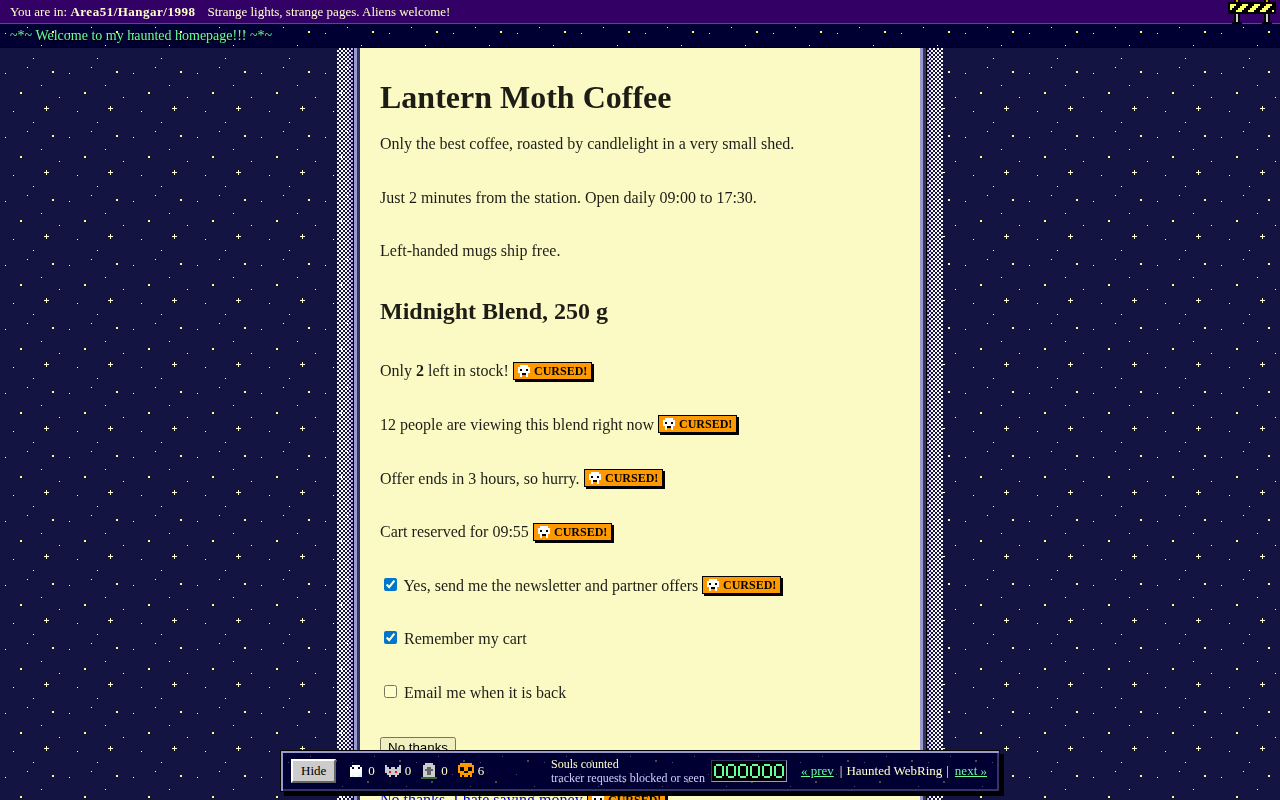 You are in: Area51/Hangar/1998 Strange lights, strange pages. Aliens welcome!
~*~ Welcome to my haunted homepage!!! ~*~
Lantern Moth Coffee
Only the best coffee, roasted by candlelight in a very small shed.
Just 2 minutes from the station. Open daily 09:00 to 17:30.
Left-handed mugs ship free.
Midnight Blend, 250 g
Only 2 left in stock! CURSED!
12 people are viewing this blend right now CURSED!
Offer ends in 3 hours, so hurry. CURSED!
Cart reserved for 09:55 CURSED!
Yes, send me the newsletter and partner offers CURSED!
Remember my cart
Email me when it is back
No thanks
Hide 0 0 0 6 Souls counted 000000 « prev | Haunted WebRing | next »
tracker requests blocked or seen
No thanks, I hate saving money CURSED!